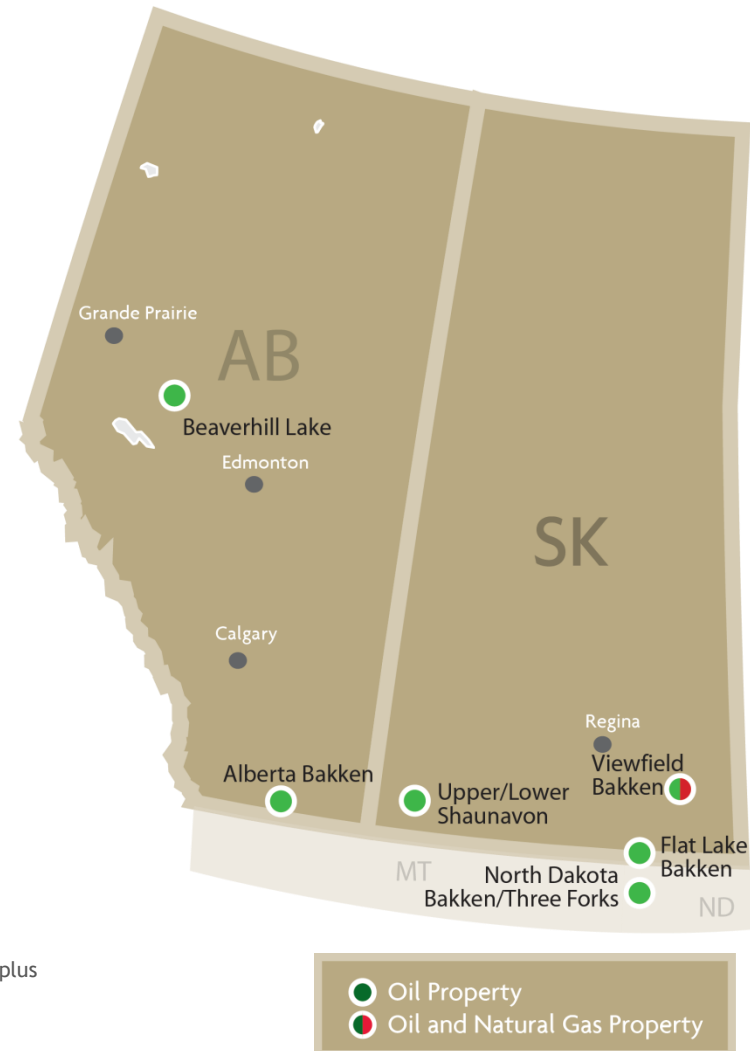 Grande Prairie
AB
Beaverhill Lake
Edmonton
SK
Calgary
Regina
Viewfield
Bakken
Alberta Bakken
Upper/Lower
Shaunavon
Flat Lake
Bakken
MT
North Dakota
Bakken/Three Forks
ND
plus
Oil Property
Oil and Natural Gas Property